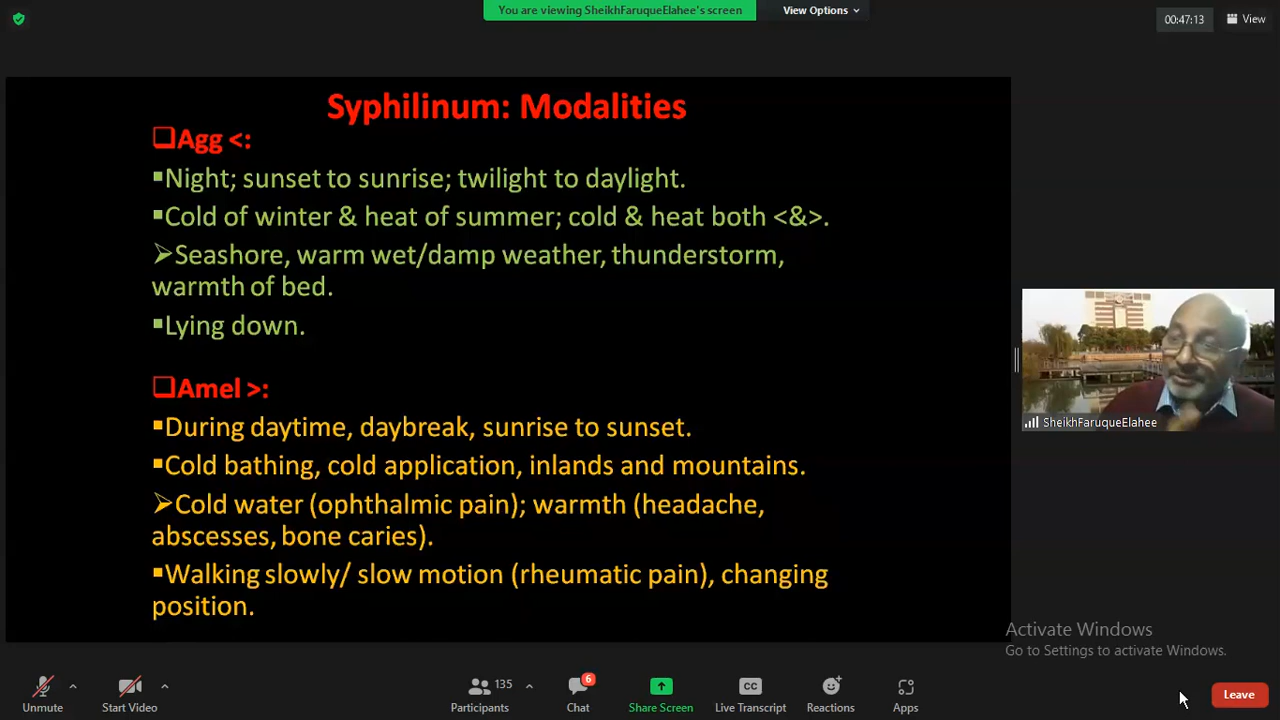 You are viewing SheikhFaruqueElahee's screen
View Options
00:47:13
View
Syphilinum: Modalities
❑Agg <:
▪Night; sunset to sunrise; twilight to daylight.
▪Cold of winter & heat of summer; cold & heat both <&>.
➢Seashore, warm wet/damp weather, thunderstorm,
warmth of bed.
▪Lying down.
❑Amel >:
▪During daytime, daybreak, sunrise to sunset.
▪Cold bathing, cold application, inlands and mountains.
➢Cold water (ophthalmic pain); warmth (headache,
abscesses, bone caries).
▪Walking slowly/ slow motion (rheumatic pain), changing
position.
SheikhFaruqueElahee
Activate Windows
Go to Settings to activate Windows.
Unmute
Start Video
135
Participants
6
Chat
Share Screen
CC
Live Transcript
Reactions
Apps
Leave